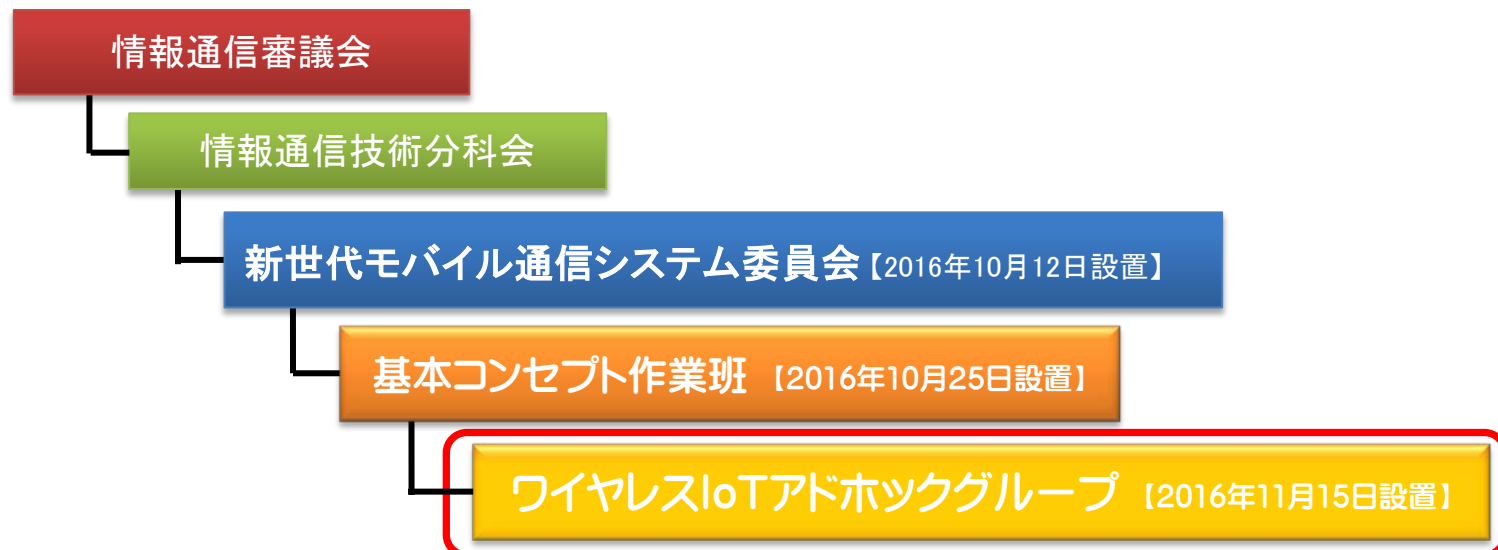 情報通信審議会
情報通信技術分科会
新世代モバイル通信システム委員会【2016年10月12日設置】
基本コンセプト作業班 【2016年10月25日設置】
ワイヤレスIoTアドホックグループ 【2016年11月15日設置】